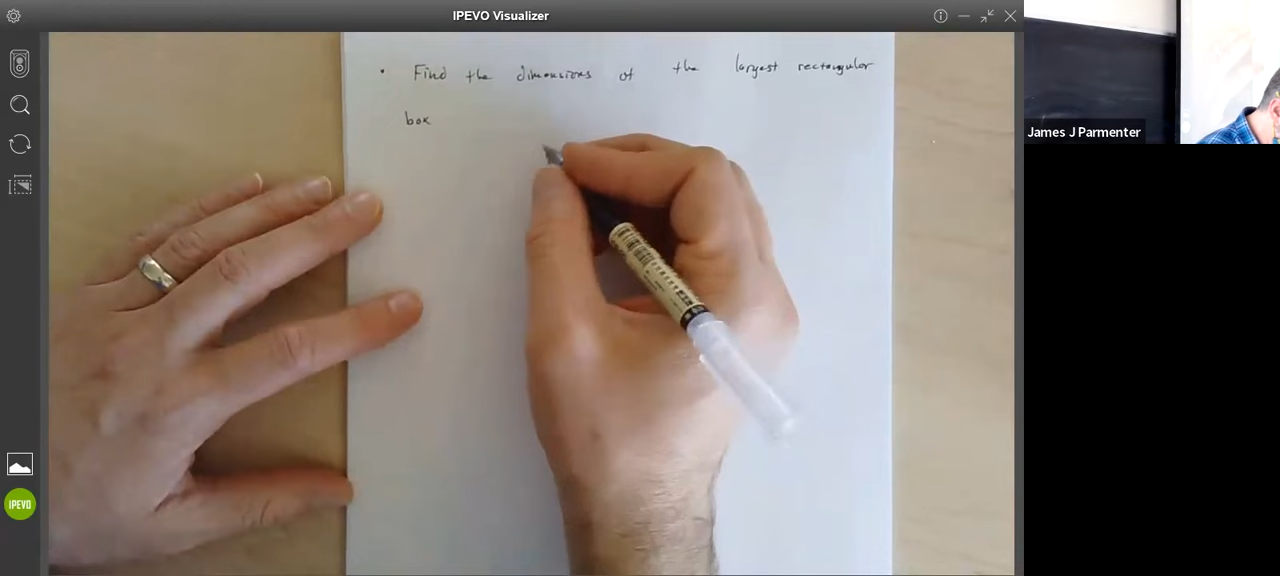 IPEVO Visualizer
• Find the dimensions of the largest rectangular
box
James J Parmenter
IPEVO